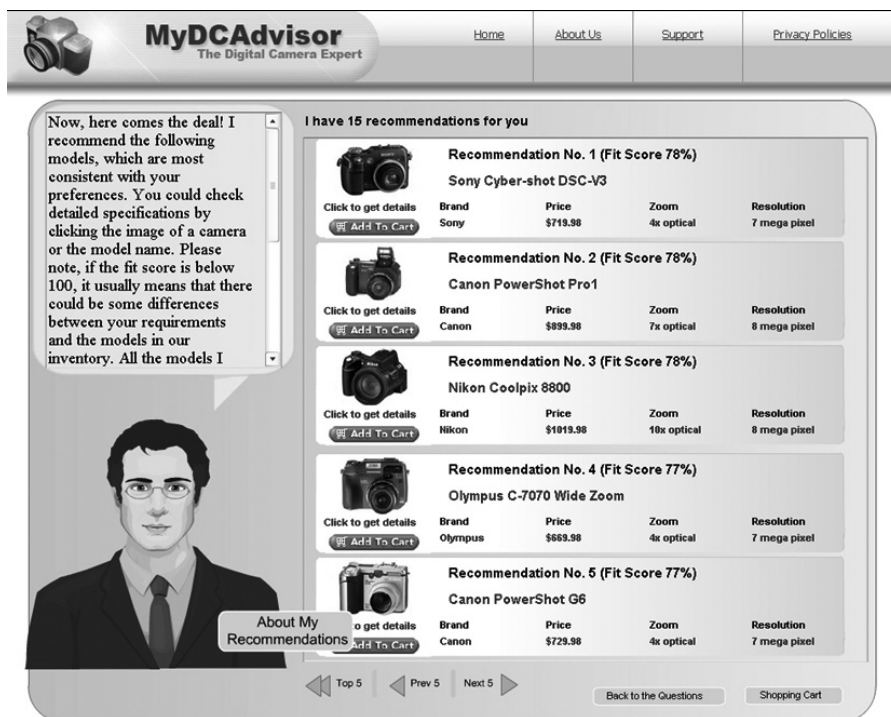 MyDCAdvisor
The Digital Camera Expert
Home
About Us
Support
Privacy Policies
Now, here comes the deal! I
recommend the following
models, which are most
consistent with your
preferences. You could check
detailed specifications by
clicking the image of a camera
or the model name. Please
note, if the fit score is below
100, it usually means that there
could be some differences
between your requirements
and the models in our
inventory. All the models I
About My
Recommendations
I have 15 recommendations for you
Recommendation No. 1 (Fit Score 78%)
Sony Cyber-shot DSC-V3
Click to get details
Brand Price Zoom Resolution
Add To Cart
Sony $719.98 4x optical 7 mega pixel
Recommendation No. 2 (Fit Score 78%)
Canon PowerShot Pro1
Click to get details
Brand Price Zoom Resolution
Add To Cart
Canon $899.98 7x optical 8 mega pixel
Recommendation No. 3 (Fit Score 78%)
Nikon Coolpix 8800
Click to get details
Brand Price Zoom Resolution
Add To Cart
Nikon $1019.98 10x optical 8 mega pixel
Recommendation No. 4 (Fit Score 77%)
Olympus C-7070 Wide Zoom
Click to get details
Brand Price Zoom Resolution
Add To Cart
Olympus $669.98 4x optical 7 mega pixel
Recommendation No. 5 (Fit Score 77%)
Canon PowerShot G6
to get details
Brand Price Zoom Resolution
Add To Cart
Canon $729.98 4x optical 7 mega pixel
Top 5
Prev 5
Next 5
Back to the Questions
Shopping Cart